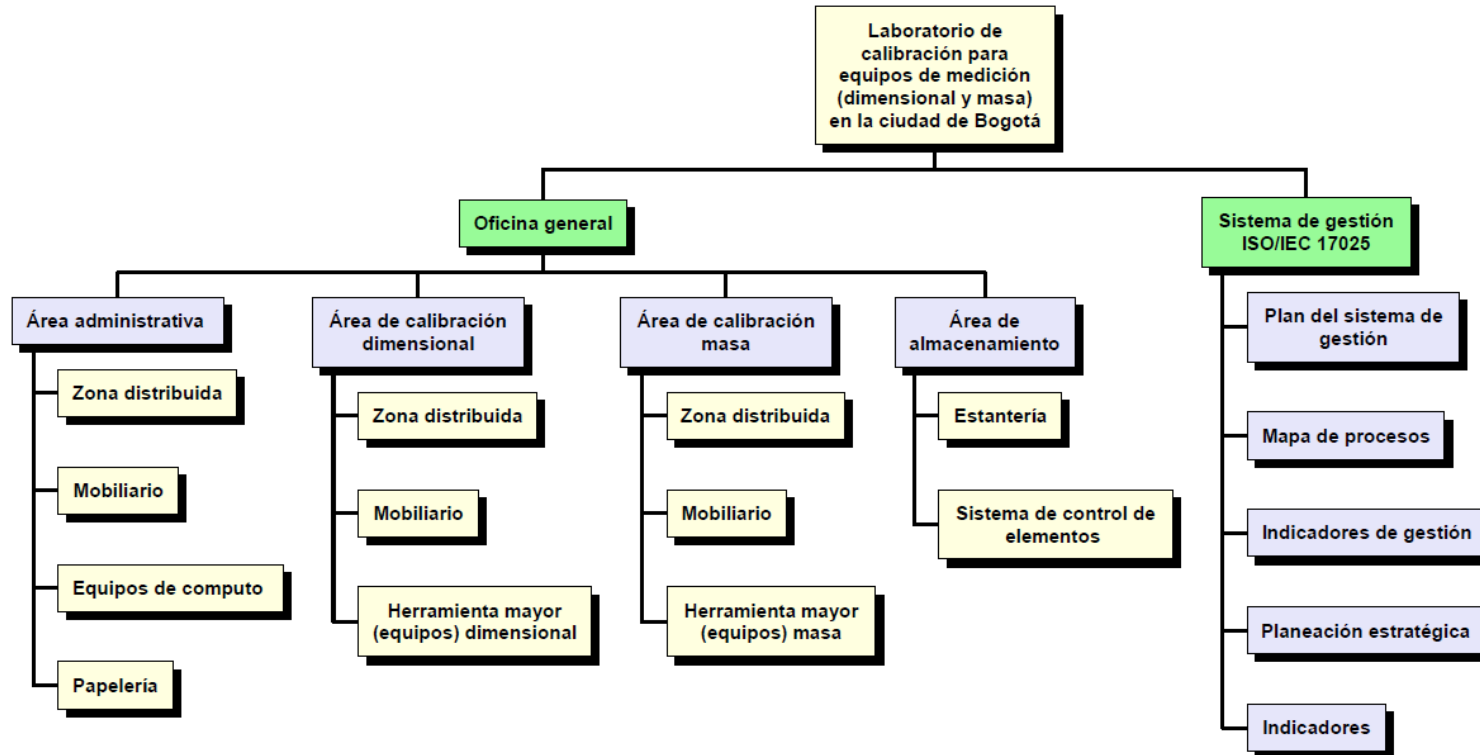 Laboratorio de
calibración para
equipos de medición
(dimensional y masa)
en la ciudad de Bogotá
Oficina general
Sistema de gestión
ISO/IEC 17025
Área administrativa
Zona distribuida
Mobiliario
Equipos de computo
Papelería
Área de calibración
dimensional
Zona distribuida
Mobiliario
Herramienta mayor
(equipos) dimensional
Área de calibración
masa
Zona distribuida
Mobiliario
Herramienta mayor
(equipos) masa
Área de
almacenamiento
Estantería
Sistema de control de
elementos
Plan del sistema de
gestión
Mapa de procesos
Indicadores de gestión
Planeación estratégica
Indicadores